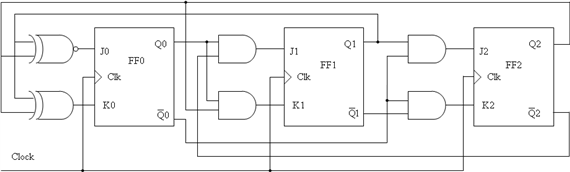 J0 Q0 J1 Q1 J2 Q2
FF0 FF1 FF2
Clk Clk Clk
K0 Q̅0 K1 Q̅1 K2 Q̅2
Clock